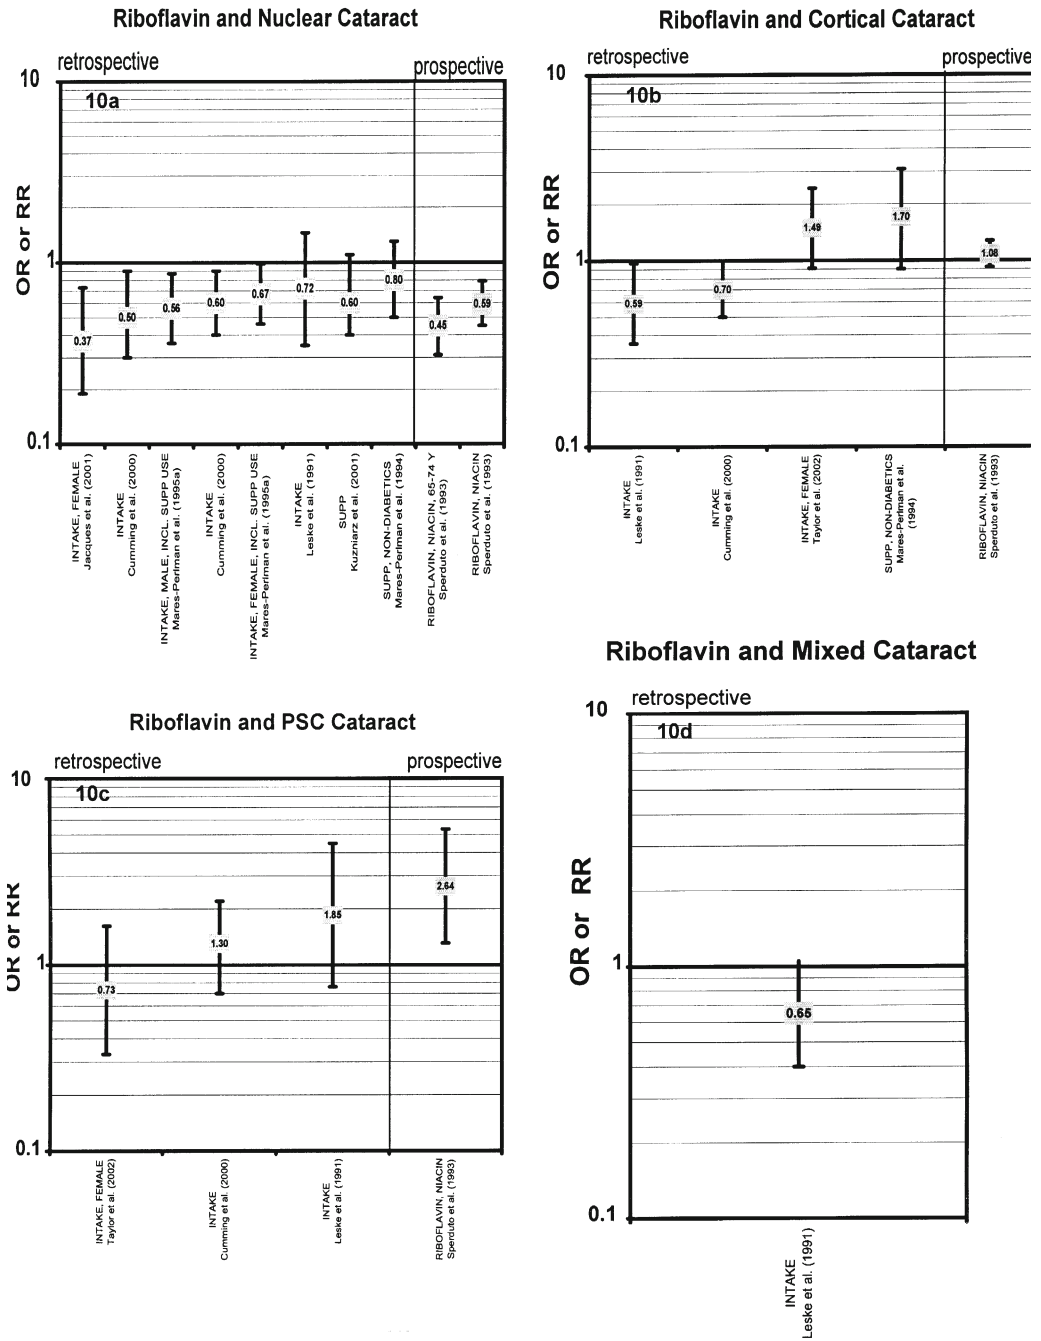 Riboflavin and Nuclear Cataract
retrospective
prospective
10
10a
OR or RR
1
0.37
0.50
0.56
0.60
0.67
0.72
0.60
0.80
0.45
0.59
0.1
INTAKE, FEMALE
Jacques et al. (2001)
INTAKE
Cumming et al. (2000)
INTAKE, MALE, INCL. SUPP USE
Mares-Perlman et al. (1995a)
INTAKE
Cumming et al. (2000)
INTAKE, FEMALE, INCL. SUPP USE
Mares-Perlman et al. (1995a)
INTAKE
Leske et al. (1991)
SUPP
Kuzniarz et al. (2001)
SUPP, NON-DIABETICS
Mares-Perlman et al. (1994)
RIBOFLAVIN, NIACIN, 65-74 Y
Sperduto et al. (1993)
RIBOFLAVIN, NIACIN
Sperduto et al. (1993)
Riboflavin and Cortical Cataract
retrospective
prospective
10
10b
OR or RR
1
0.59
0.70
1.49
1.70
1.08
0.1
INTAKE
Leske et al. (1991)
INTAKE
Cumming et al. (2000)
INTAKE, FEMALE
Taylor et al. (2002)
SUPP, NON-DIABETICS
Mares-Perlman et al.
(1994)
RIBOFLAVIN, NIACIN
Sperduto et al. (1993)
Riboflavin and PSC Cataract
retrospective
prospective
10
10c
OR or RR
1
0.73
1.30
1.85
2.64
0.1
INTAKE, FEMALE
Taylor et al. (2002)
INTAKE
Cumming et al. (2000)
INTAKE
Leske et al. (1991)
RIBOFLAVIN, NIACIN
Sperduto et al. (1993)
Riboflavin and Mixed Cataract
retrospective
10
10d
OR or RR
1
0.65
0.1
INTAKE
Leske et al. (1991)